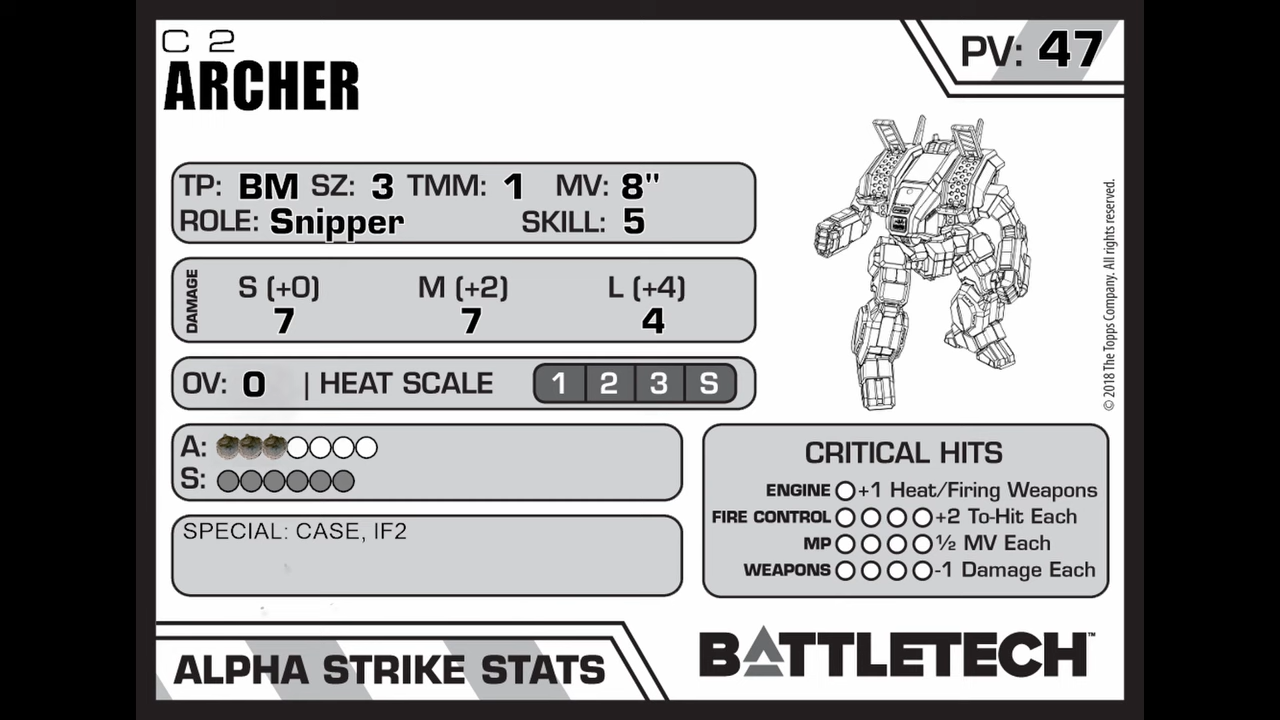 C 2
ARCHER
PV: 47
TP: BM SZ: 3 TMM: 1 MV: 8"
ROLE: Snipper SKILL: 5
DAMAGE
S (+0) M (+2) L (+4)
7 7 4
OV: 0 | HEAT SCALE 1 2 3 S
A:
S:
SPECIAL: CASE, IF2
CRITICAL HITS
ENGINE +1 Heat/Firing Weapons
FIRE CONTROL +2 To-Hit Each
MP ½ MV Each
WEAPONS -1 Damage Each
© 2018 The Topps Company. All rights reserved.
ALPHA STRIKE STATS
BATTLETECH™